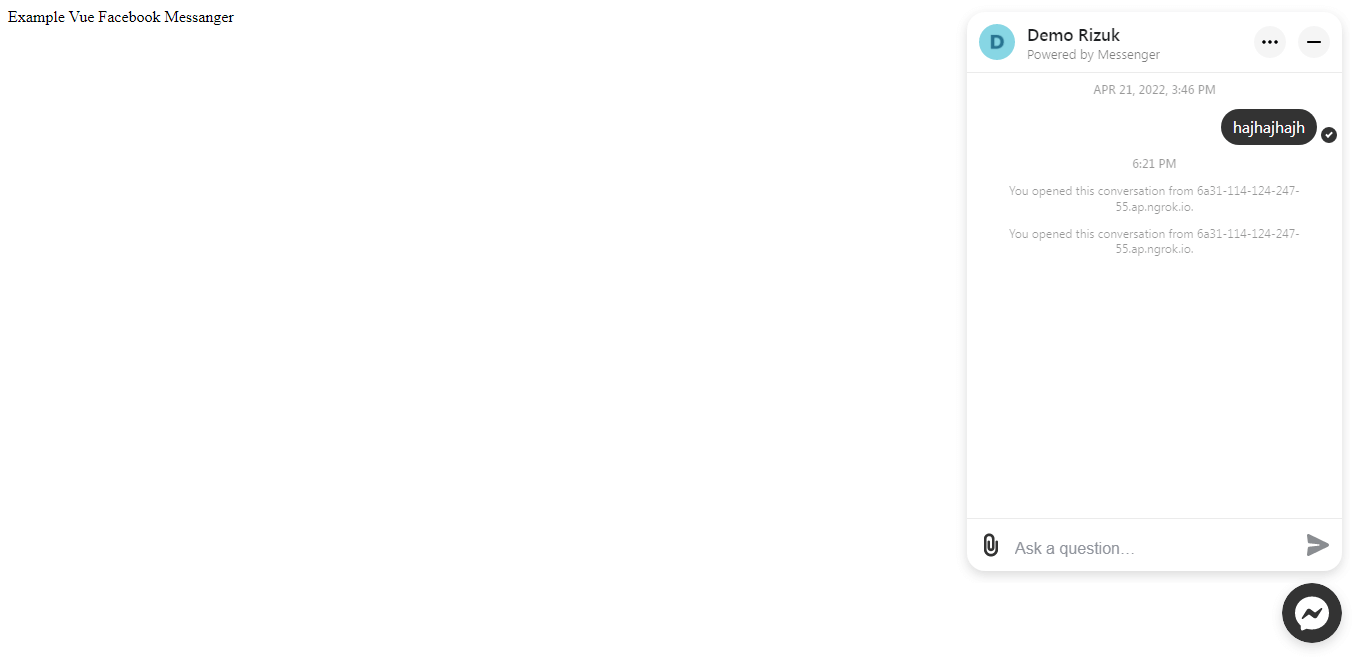 Example Vue Facebook Messanger
D
Demo Rizuk
Powered by Messenger
APR 21, 2022, 3:46 PM
hajhajhajh
6:21 PM
You opened this conversation from 6a31-114-124-247-
55.ap.ngrok.io.
You opened this conversation from 6a31-114-124-247-
55.ap.ngrok.io.
Ask a question...